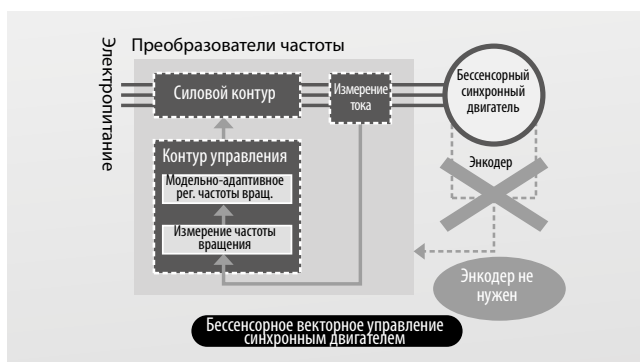 Электропитание
Преобразователи частоты
Силовой контур
Измерение
тока
Бессенсорный
синхронный
двигатель
Контур управления
Модельно-адаптивное
рег. частоты вращ.
Измерение частоты
вращения
Энкодер
Энкодер не
нужен
Бессенсорное векторное управление
синхронным двигателем